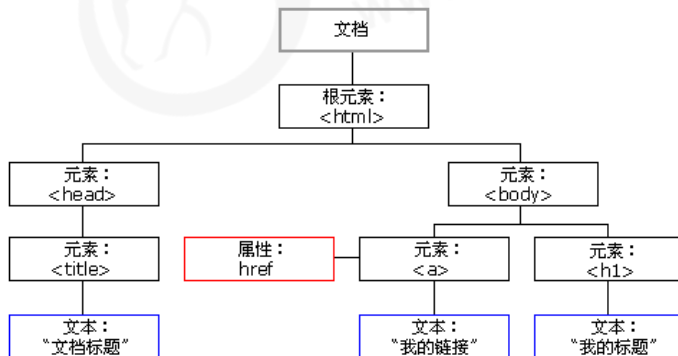 文档
根元素：
<html>
元素：
<head>
元素：
<body>
元素：
<title>
属性：
href
元素：
<a>
元素：
<h1>
文本：
“文档标题”
文本：
“我的链接”
文本：
“我的标题”